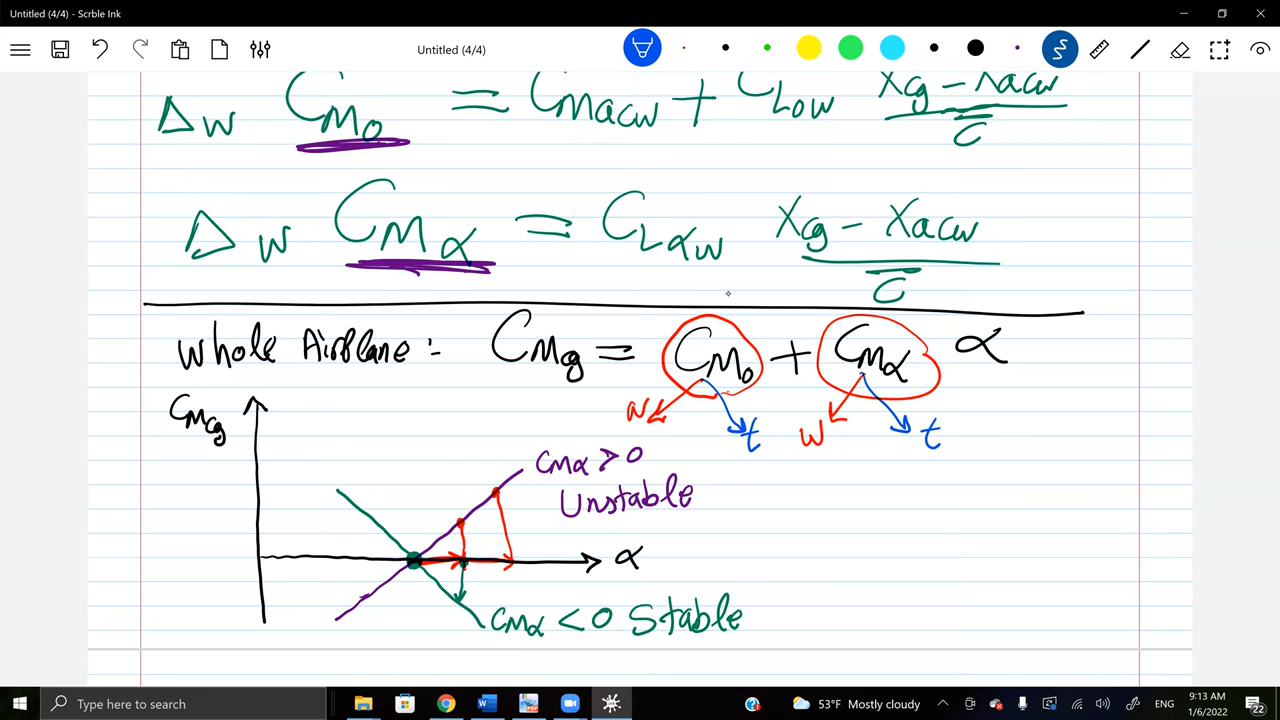 Untitled (4/4) - Scrble Ink
Untitled (4/4)
Δw CM₀ = CMacw + CL0w (Xcg – Xacw) / c̄
Δw CMα = CLαw (Xcg – Xacw) / c̄
Whole Airplane :- CMcg = CM₀ + CMα α
w t w t
CMcg
CMα > 0
Unstable
α
CMα < 0 Stable
Type here to search
53°F Mostly cloudy
ENG
9:13 AM
1/6/2022
22